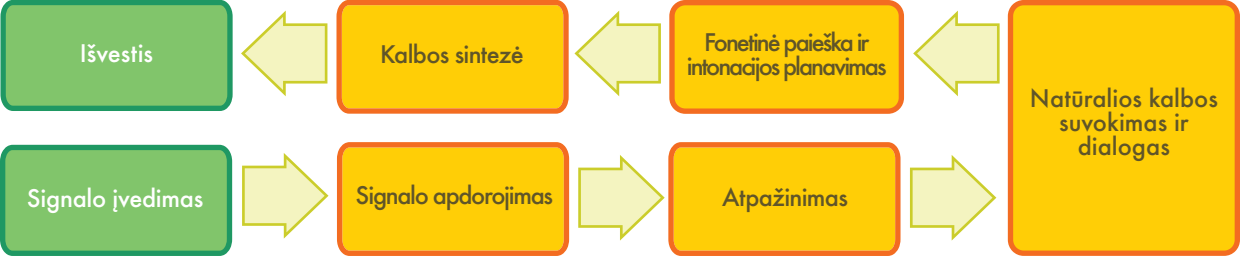 Išvestis
Kalbos sintezė
Fonetinė paieška ir
intonacijos planavimas
Natūralios kalbos
suvokimas ir
dialogas
Signalo įvedimas
Signalo apdorojimas
Atpažinimas